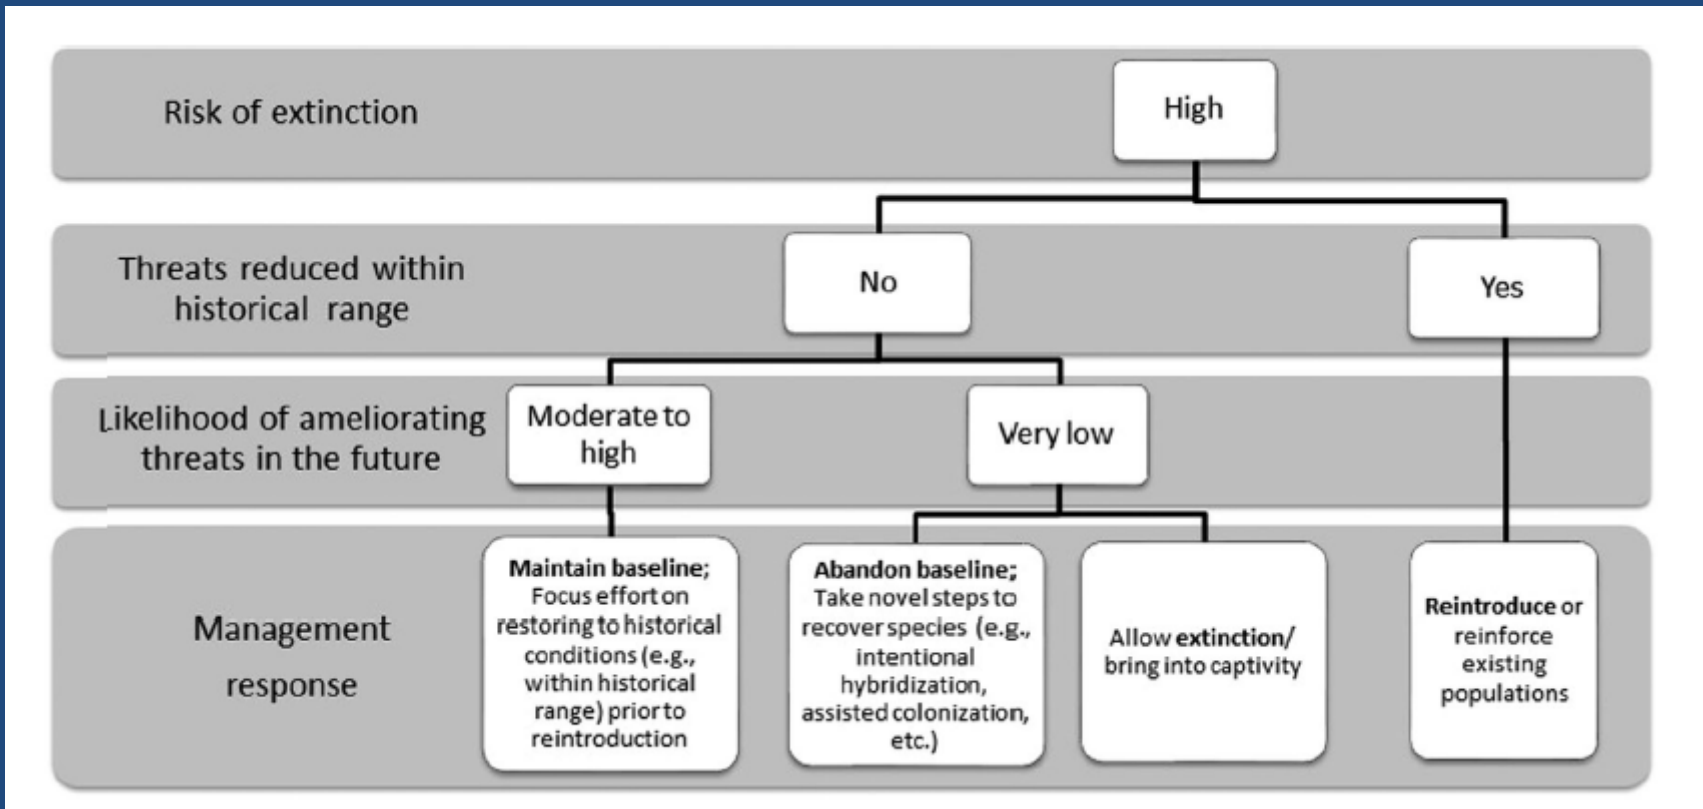 Risk of extinction
High
Threats reduced within
historical range
No
Yes
Likelihood of ameliorating
threats in the future
Moderate to
high
Very low
Management
response
Maintain baseline;
Focus effort on
restoring to historical
conditions (e.g.,
within historical
range) prior to
reintroduction
Abandon baseline;
Take novel steps to
recover species (e.g.,
intentional
hybridization,
assisted colonization,
etc.)
Allow extinction/
bring into captivity
Reintroduce or
reinforce
existing
populations